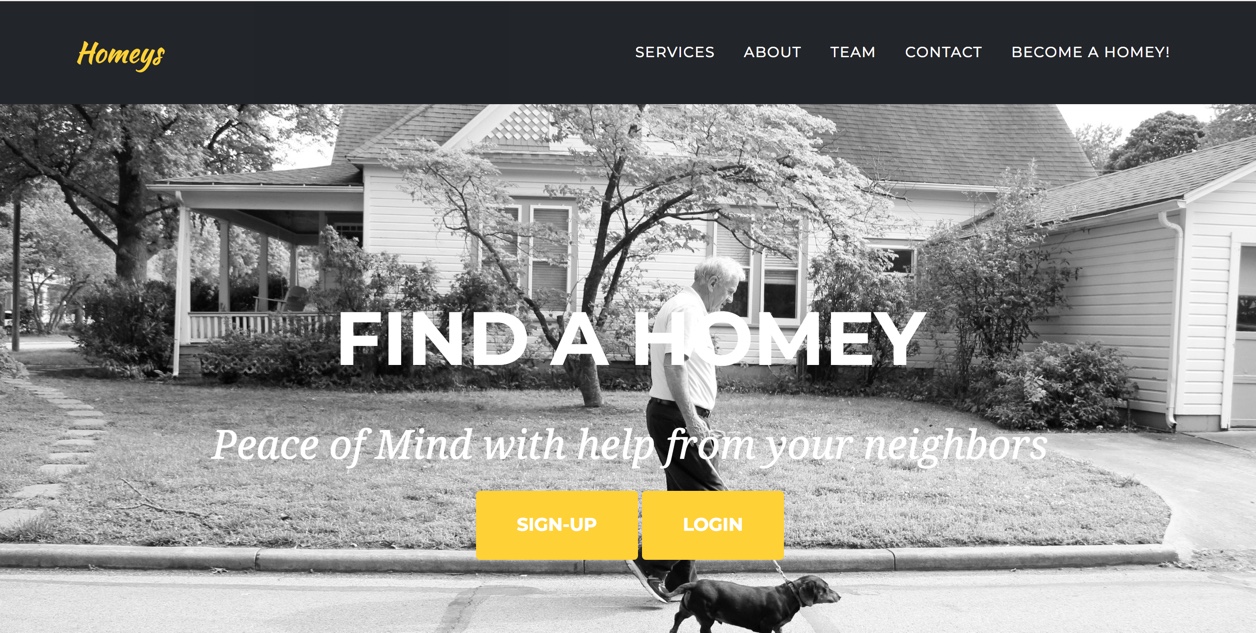 Homeys
SERVICES ABOUT TEAM CONTACT BECOME A HOMEY!
FIND A HOMEY
Peace of Mind with help from your neighbors
SIGN-UP LOGIN